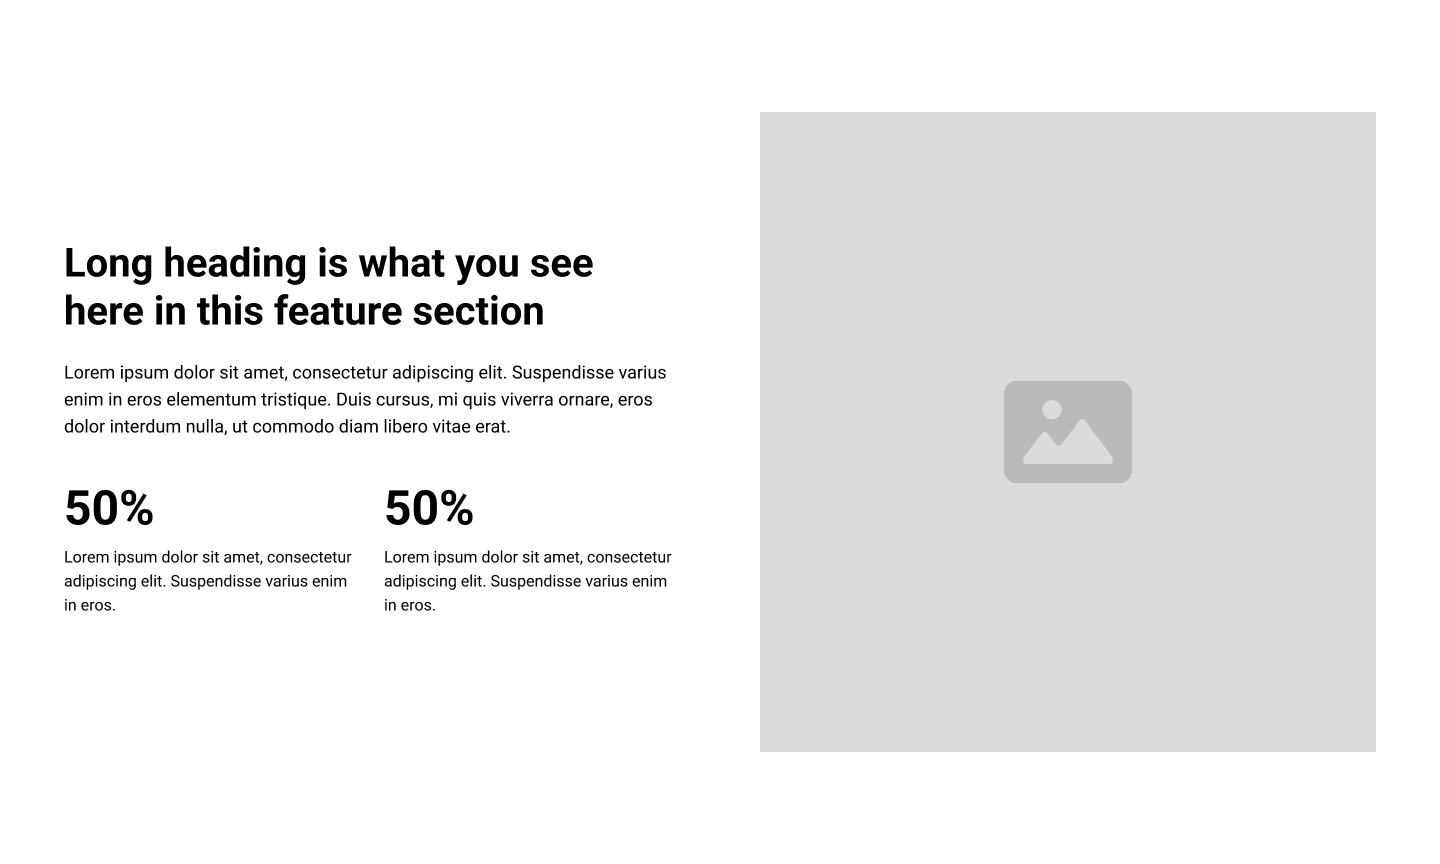 Long heading is what you see
here in this feature section
Lorem ipsum dolor sit amet, consectetur adipiscing elit. Suspendisse varius
enim in eros elementum tristique. Duis cursus, mi quis viverra ornare, eros
dolor interdum nulla, ut commodo diam libero vitae erat.
50%
Lorem ipsum dolor sit amet, consectetur
adipiscing elit. Suspendisse varius enim
in eros.
50%
Lorem ipsum dolor sit amet, consectetur
adipiscing elit. Suspendisse varius enim
in eros.